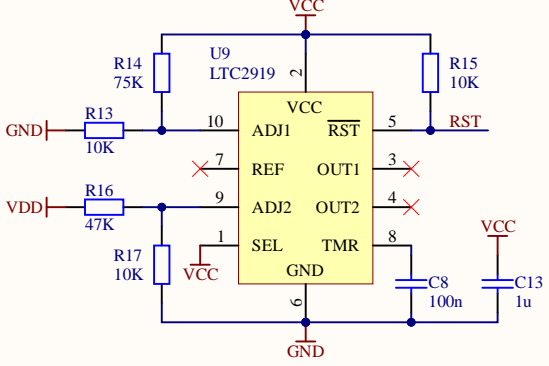 VCC
R14
75K
U9
LTC2919
2
R15
10K
VCC
R13
GND
10K
10
ADJ1
RST
5
RST
7
REF
OUT1
3
R16
VDD
47K
9
ADJ2
OUT2
4
R17
10K
1
SEL
TMR
8
VCC
VCC
GND
6
C8
100n
C13
1u
GND